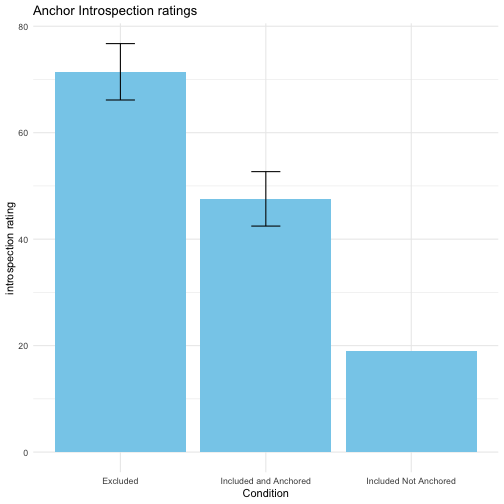 Anchor Introspection ratings
introspection rating
80
60
40
20
0
Excluded
Included and Anchored
Included Not Anchored
Condition